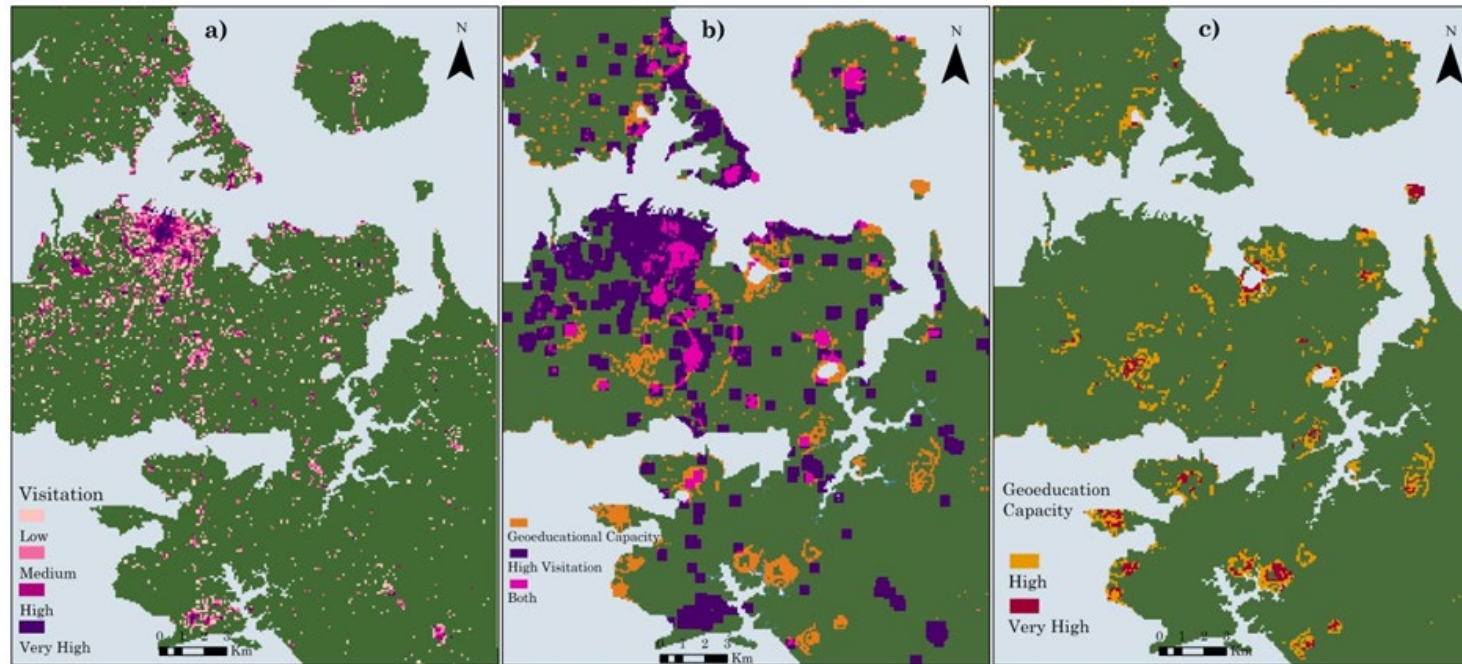 a)
N
Visitation
Low
Medium
High
Very High
0 1 2 3
Km
b)
N
Geoeducational Capacity
High Visitation
Both
0 1 2 3
Km
c)
N
Geoeducation
Capacity
High
Very High
0 1 2 3
Km